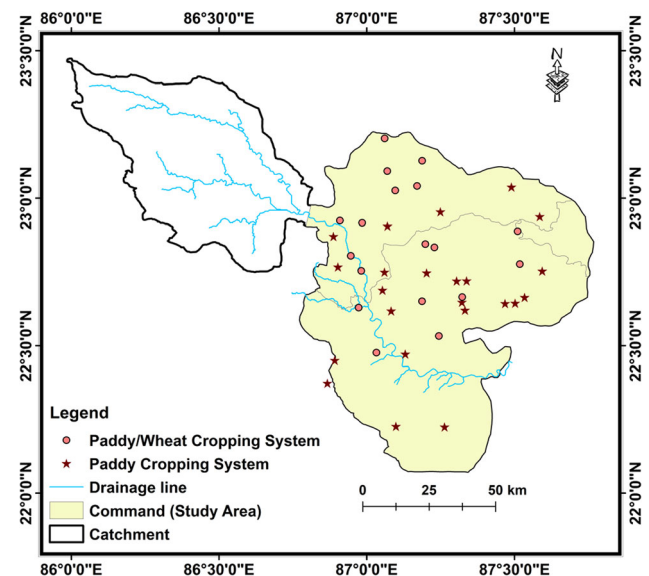 86°0'0"E 86°30'0"E 87°0'0"E 87°30'0"E
23°30'0"N 23°30'0"N
N
23°0'0"N 23°0'0"N
22°30'0"N 22°30'0"N
Legend
Paddy/Wheat Cropping System
Paddy Cropping System
Drainage line
Command (Study Area)
Catchment
0 25 50 km
22°0'0"N 22°0'0"N
86°0'0"E 86°30'0"E 87°0'0"E 87°30'0"E